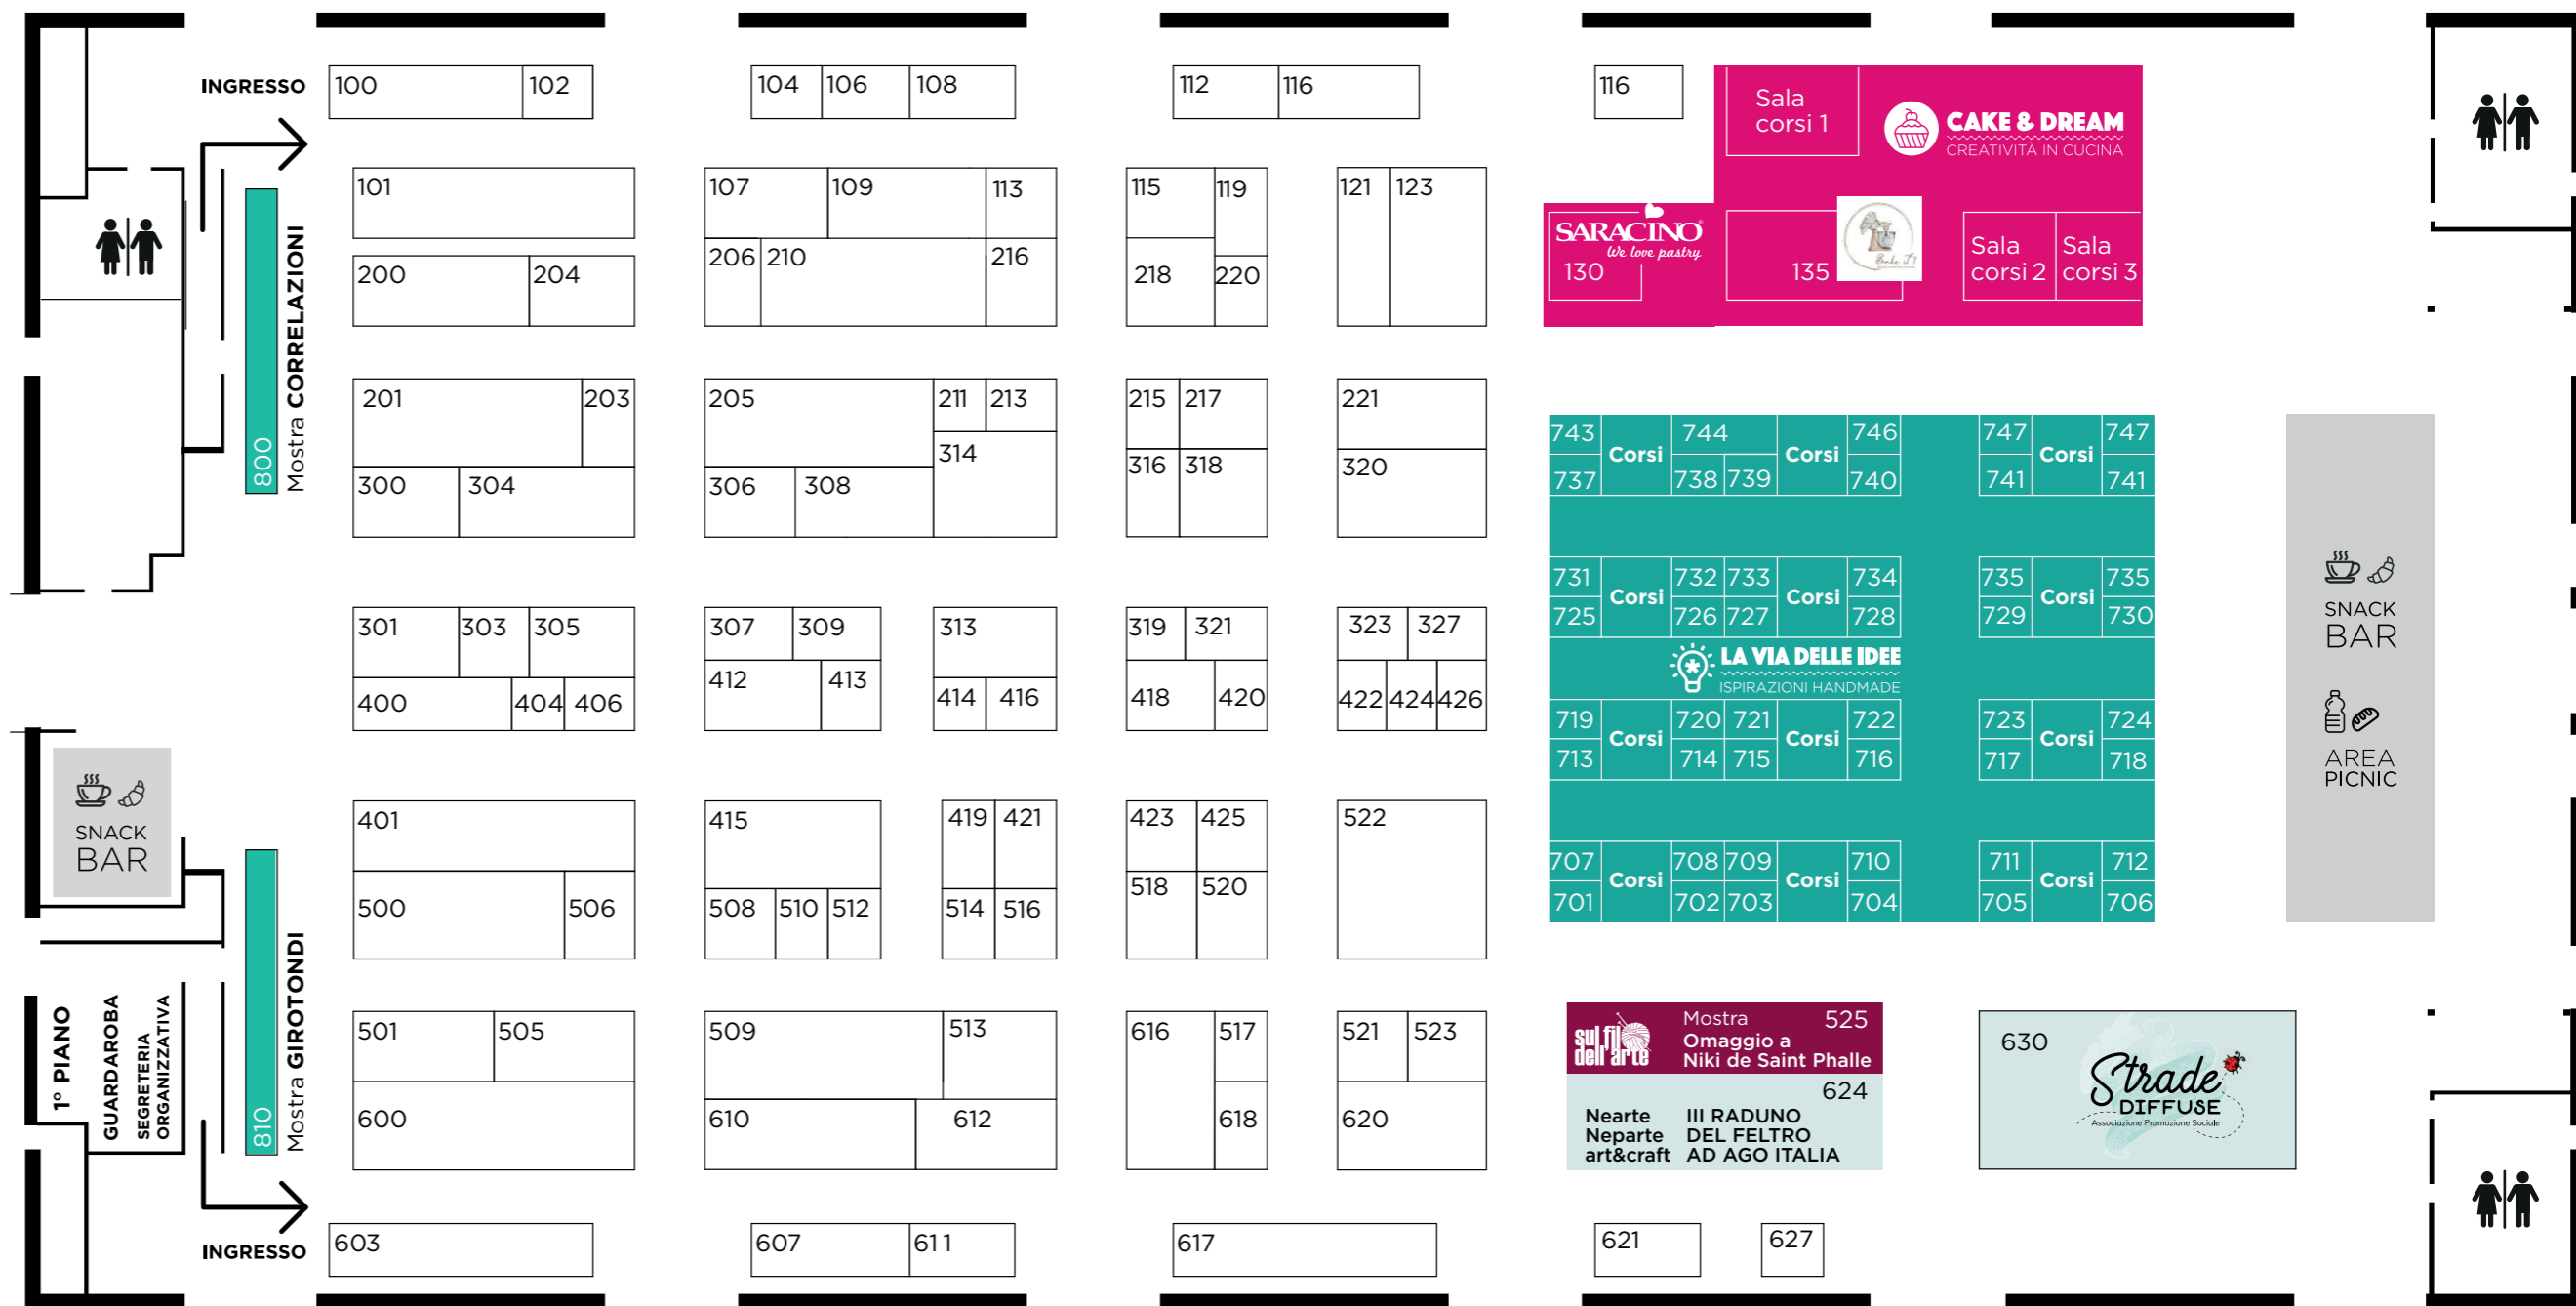 INGRESSO
100
102
104
106
108
112
116
116
Sala
corsi 1
CAKE & DREAM
CREATIVITÀ IN CUCINA
101
107
109
113
115
119
121
123
SARACINO®
We love pastry
130
135
Bake It!
Sala
corsi 2
Sala
corsi 3
200
204
206
210
216
218
220
800
Mostra CORRELAZIONI
201
203
205
211
213
215
217
221
300
304
306
308
314
316
318
320
743
Corsi
744
Corsi
746
747
Corsi
747
737
738
739
740
741
741
731
Corsi
732
733
Corsi
734
735
Corsi
735
725
726
727
728
729
730
LA VIA DELLE IDEE
ISPIRAZIONI HANDMADE
719
Corsi
720
721
Corsi
722
723
Corsi
724
713
714
715
716
717
718
707
Corsi
708
709
Corsi
710
711
Corsi
712
701
702
703
704
705
706
SNACK
BAR
AREA
PICNIC
301
303
305
307
309
313
319
321
323
327
400
404
406
412
413
414
416
418
420
422
424
426
SNACK
BAR
401
415
419
421
423
425
522
500
506
508
510
512
514
516
518
520
1° PIANO
GUARDAROBA
SEGRETERIA
ORGANIZZATIVA
810
Mostra GIROTONDI
501
505
509
513
616
517
521
523
600
610
612
618
620
sul filo
dell'arte
Mostra
525
Omaggio a
Niki de Saint Phalle
624
Nearte
Neparte
art&craft
III RADUNO
DEL FELTRO
AD AGO ITALIA
630
Strade
DIFFUSE
Associazione Promozione Sociale
INGRESSO
603
607
611
617
621
627